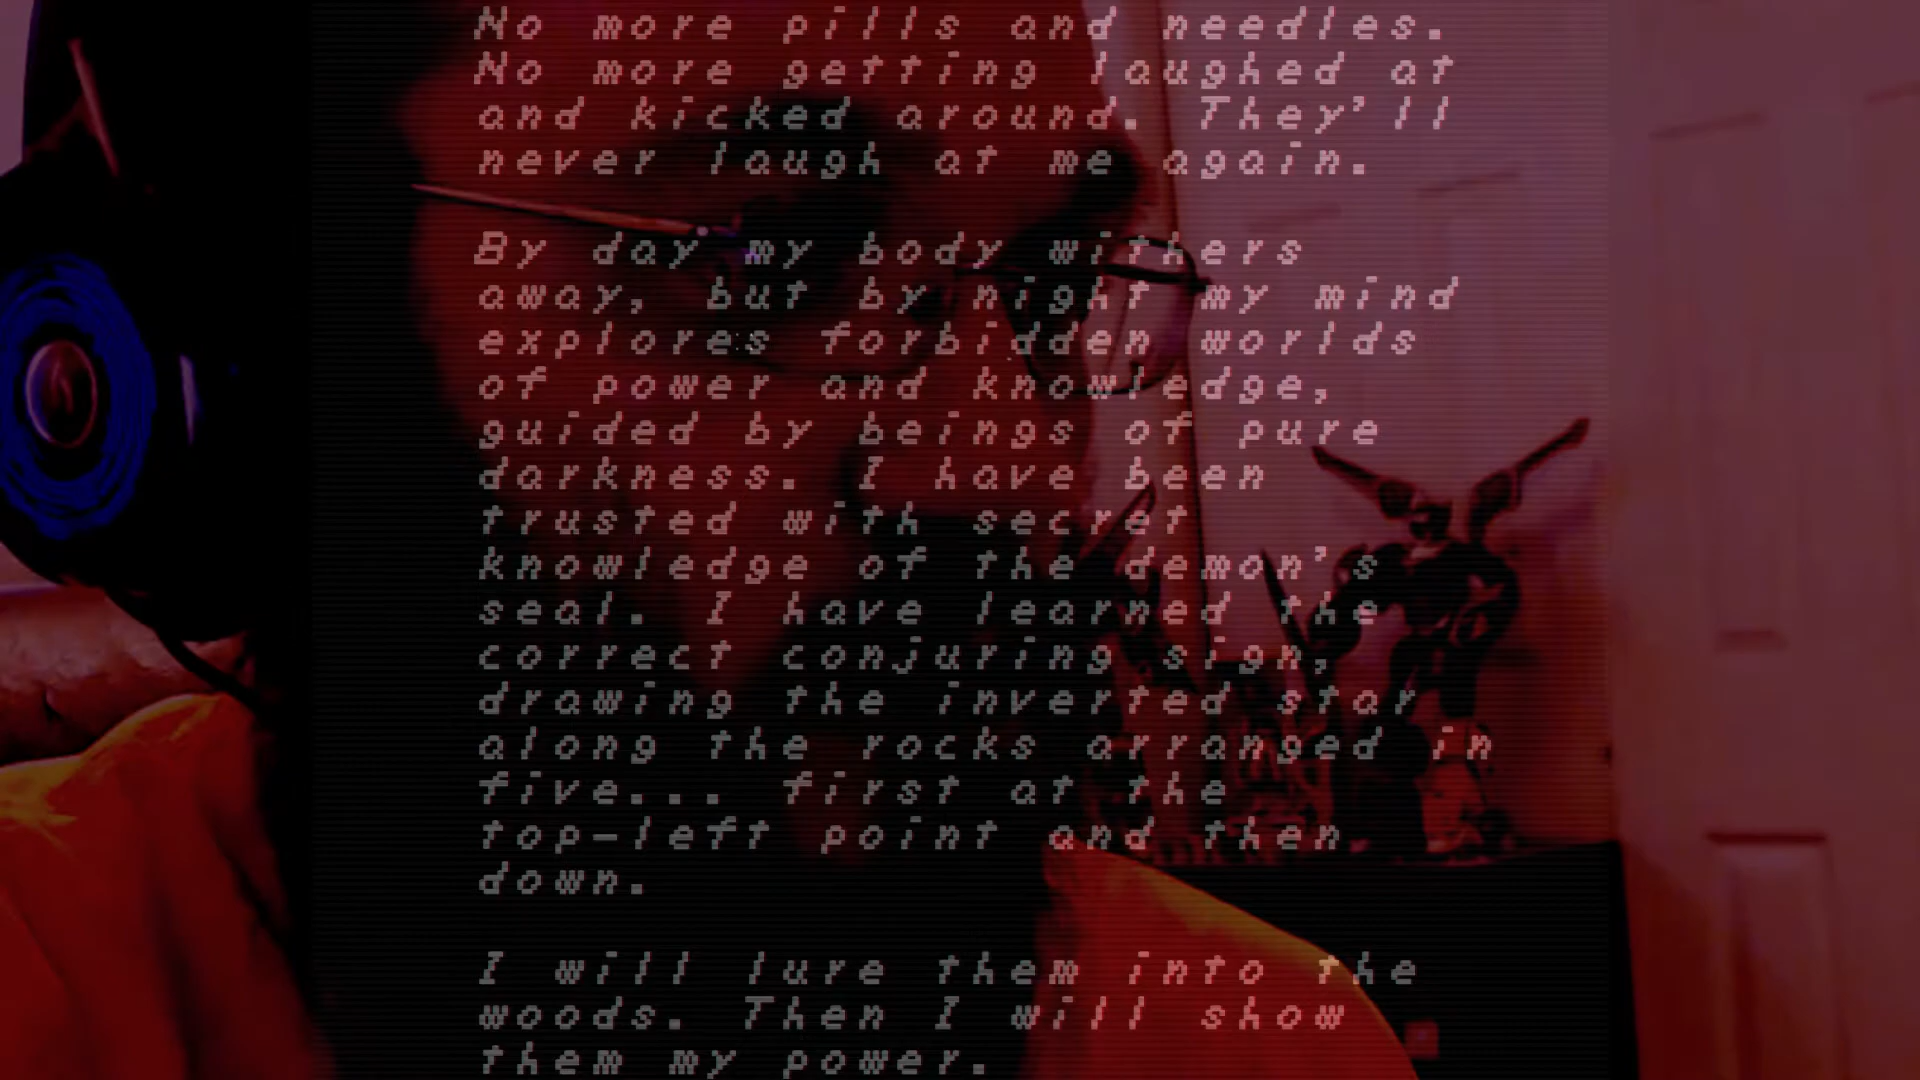 No more pills and needles.
No more getting laughed at
and kicked around. They'll
never laugh at me again.
By day my body withers
away, but by night my mind
explores forbidden worlds
of power and knowledge,
guided by beings of pure
darkness. I have been
trusted with secret
knowledge of the demon's
seal. I have learned the
correct conjuring sign,
drawing the inverted star
along the rocks arranged in
five... first at the
top-left point and then
down.
I will lure them into the
woods. Then I will show
them my power.